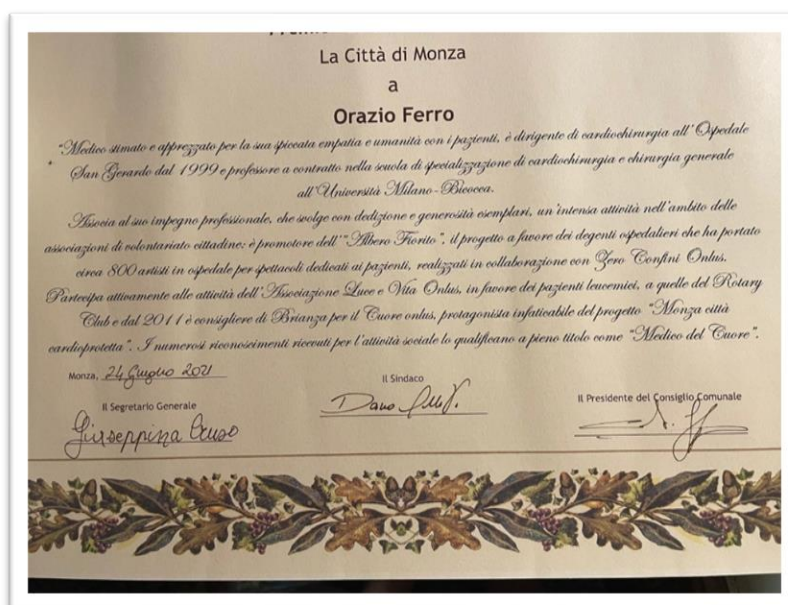 La Città di Monza
a
Orazio Ferro
"Medico stimato e apprezzato per la sua spiccata empatia e umanità con i pazienti, è dirigente di cardiochirurgia all'Ospedale
San Gerardo dal 1999 e professore a contratto nella scuola di specializzazione di cardiochirurgia e chirurgia generale
all'Università Milano-Bicocca.
Associa al suo impegno professionale, che svolge con dedizione e generosità esemplari, un'intensa attività nell'ambito delle
associazioni di volontariato cittadine: è promotore dell'"Albero Fiorito", il progetto a favore dei degenti ospedalieri che ha portato
circa 800 artisti in ospedale per spettacoli dedicati ai pazienti, realizzati in collaborazione con Zero Confini Onlus.
Partecipa attivamente alle attività dell'Associazione Luce e Vita Onlus, in favore dei pazienti leucemici, a quelle del Rotary
Club e dal 2011 è consigliere di Brianza per il Cuore onlus, protagonista infaticabile del progetto "Monza città
cardioprotetta". I numerosi riconoscimenti ricevuti per l'attività sociale lo qualificano a pieno titolo come "Medico del Cuore".
Monza, 24 Giugno 2021
Il Segretario Generale
Il Sindaco
Il Presidente del Consiglio Comunale
Giuseppina